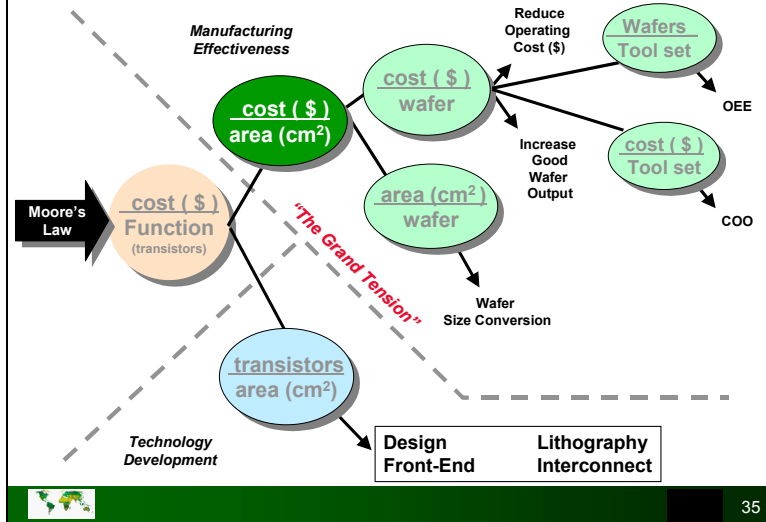 Manufacturing
Effectiveness
Reduce
Operating
Cost ($)
Wafers
Tool set
OEE
cost ( $ )
wafer
cost ( $ )
area (cm²)
Increase
Good
Wafer
Output
cost ( $ )
Tool set
COO
Moore's
Law
cost ( $ )
Function
(transistors)
area (cm²)
wafer
“The Grand Tension”
Wafer
Size Conversion
transistors
area (cm²)
Technology
Development
Design Lithography
Front-End Interconnect
35